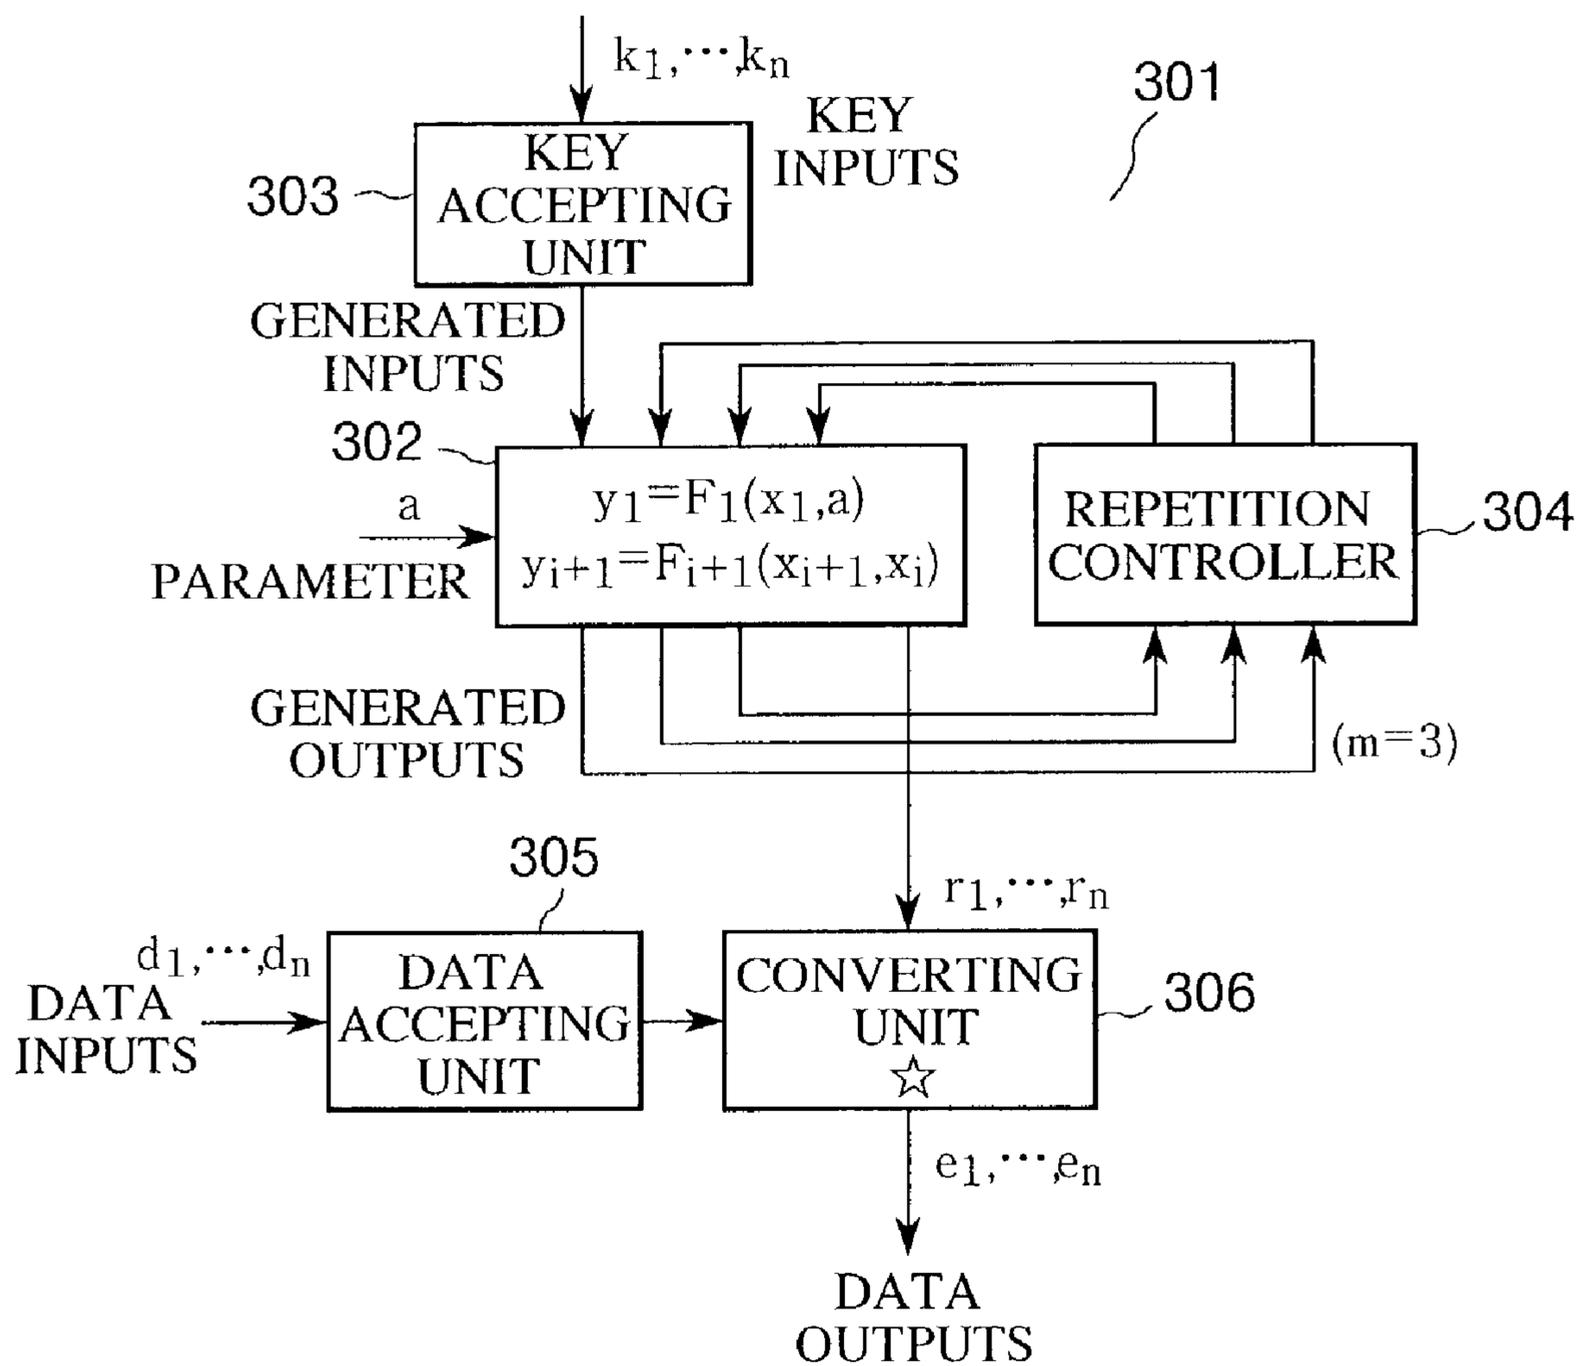 k1,···,kn
KEY
INPUTS
301
KEY
ACCEPTING
UNIT
303
GENERATED
INPUTS
302
a
PARAMETER
y1=F1(x1,a)
yi+1=Fi+1(xi+1,xi)
REPETITION
CONTROLLER
304
GENERATED
OUTPUTS
(m=3)
305
r1,···,rn
d1,···,dn
DATA
INPUTS
DATA
ACCEPTING
UNIT
CONVERTING
UNIT
☆
306
e1,···,en
DATA
OUTPUTS